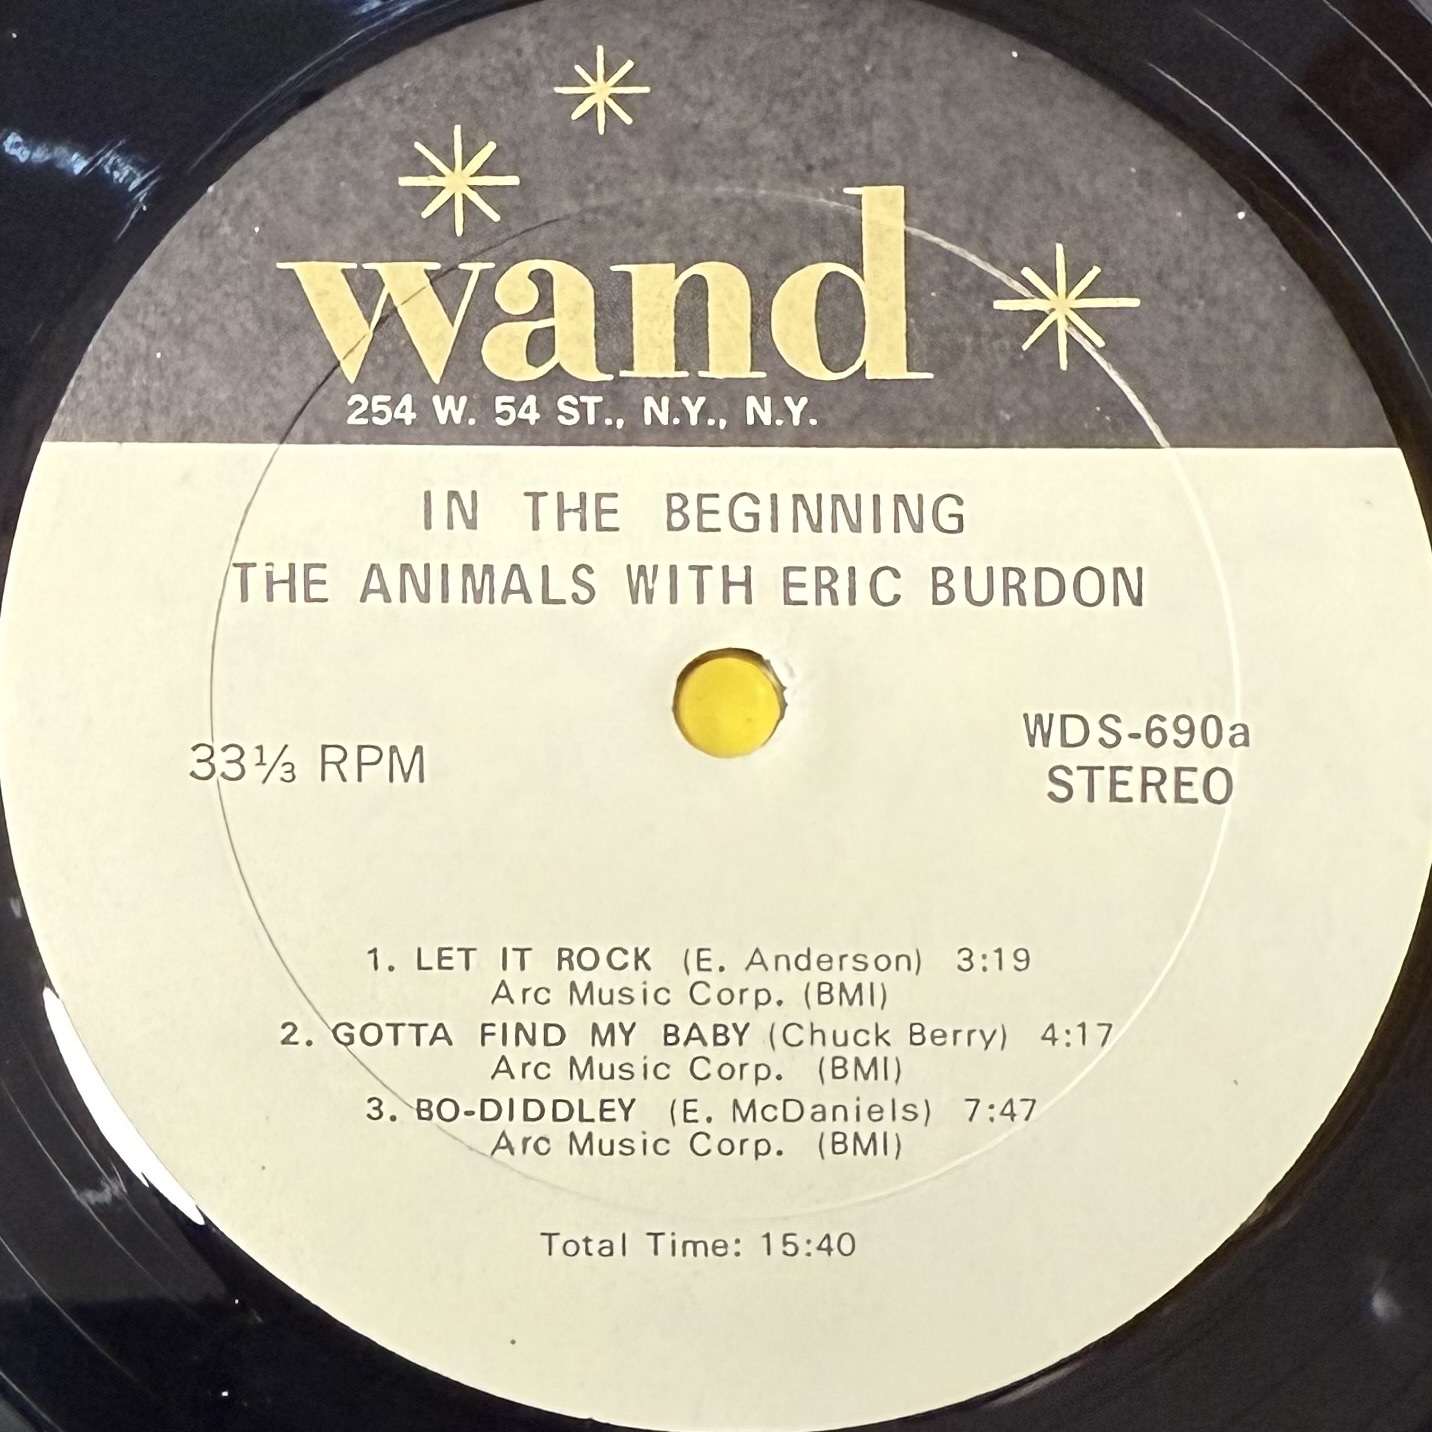 wand
254 W. 54 ST., N.Y., N.Y.
IN THE BEGINNING
THE ANIMALS WITH ERIC BURDON
33⅓ RPM
WDS-690a
STEREO
1. LET IT ROCK (E. Anderson) 3:19
Arc Music Corp. (BMI)
2. GOTTA FIND MY BABY (Chuck Berry) 4:17
Arc Music Corp. (BMI)
3. BO-DIDDLEY (E. McDaniels) 7:47
Arc Music Corp. (BMI)
Total Time: 15:40